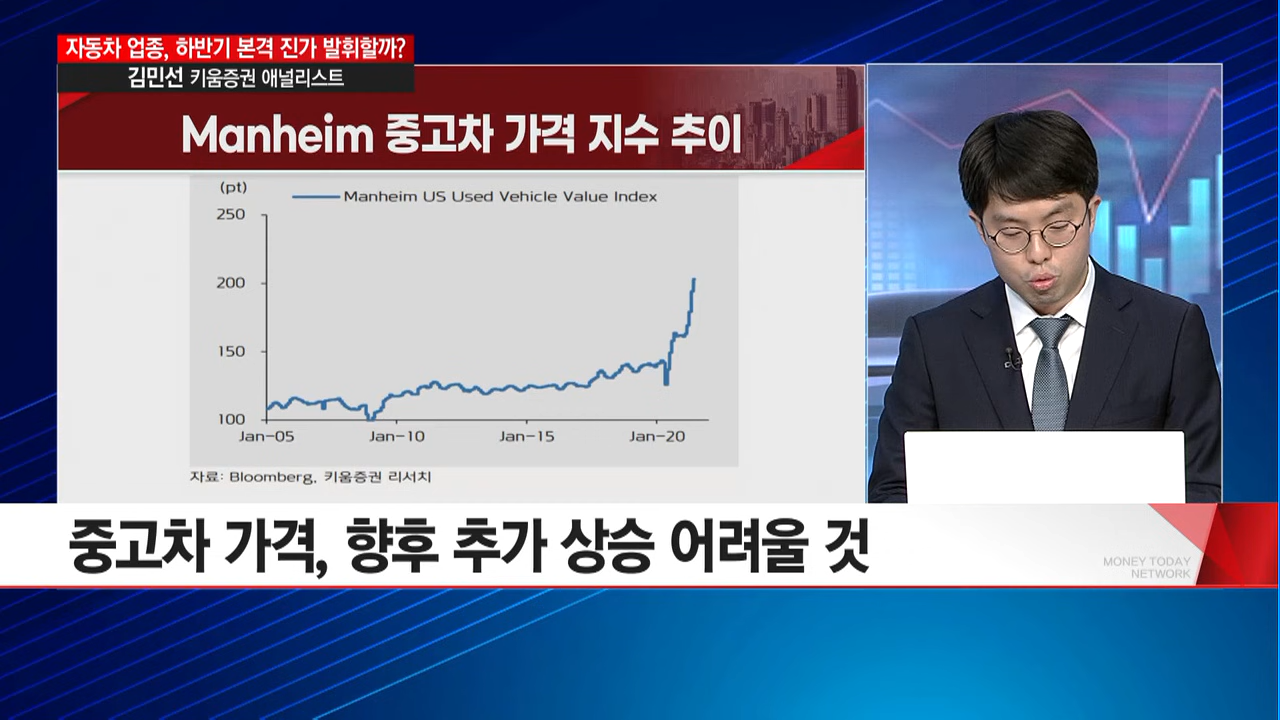 자동차 업종, 하반기 본격 진가 발휘할까?
김민선 키움증권 애널리스트
Manheim 중고차 가격 지수 추이
(pt)
Manheim US Used Vehicle Value Index
250
200
150
100
Jan-05 Jan-10 Jan-15 Jan-20
자료: Bloomberg, 키움증권 리서치
중고차 가격, 향후 추가 상승 어려울 것
MONEY TODAY
NETWORK